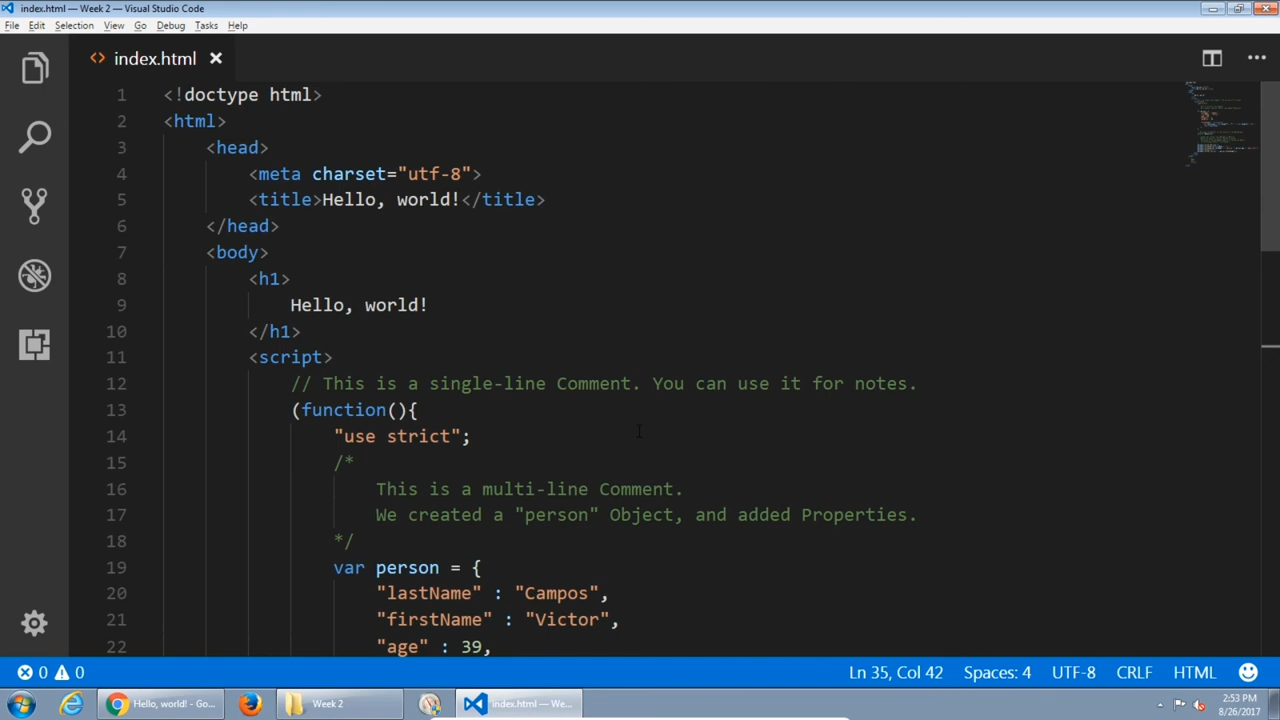 index.html — Week 2 — Visual Studio Code
File Edit Selection View Go Debug Tasks Help
index.html
1 <!doctype html>
2 <html>
3 <head>
4 <meta charset="utf-8">
5 <title>Hello, world!</title>
6 </head>
7 <body>
8 <h1>
9 Hello, world!
10 </h1>
11 <script>
12 // This is a single-line Comment. You can use it for notes.
13 (function(){
14 "use strict";
15 /*
16 This is a multi-line Comment.
17 We created a "person" Object, and added Properties.
18 */
19 var person = {
20 "lastName" : "Campos",
21 "firstName" : "Victor",
22 "age" : 39,
0 0 Ln 35, Col 42 Spaces: 4 UTF-8 CRLF HTML
Hello, world! - Go... Week 2 index.html — We... 2:53 PM
8/26/2017